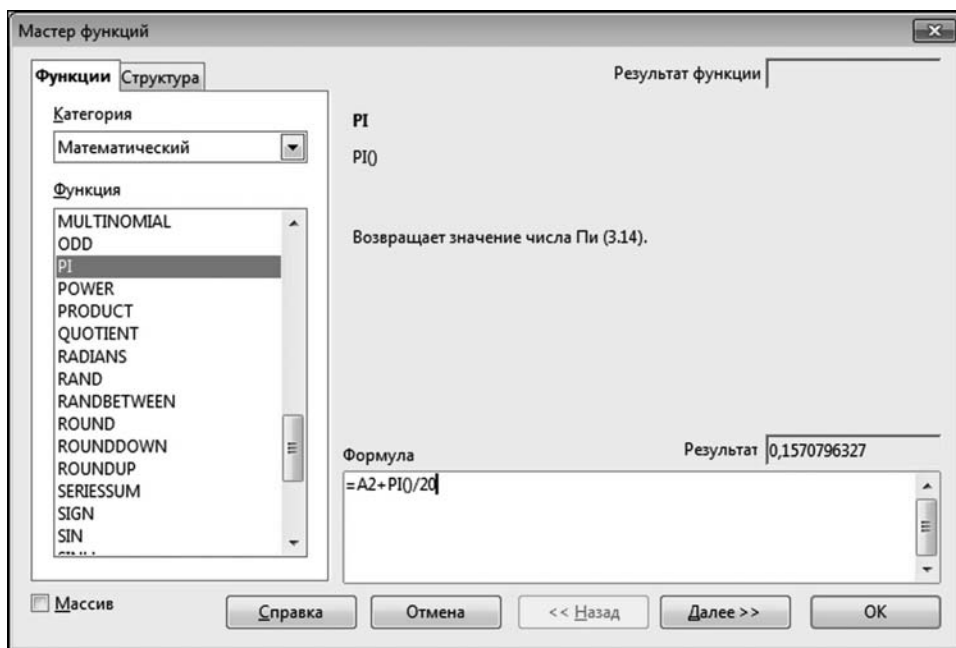 Мастер функций
Функции Структура
Результат функции
Категория
Математический
Функция
MULTINOMIAL
ODD
PI
POWER
PRODUCT
QUOTIENT
RADIANS
RAND
RANDBETWEEN
ROUND
ROUNDDOWN
ROUNDUP
SERIESSUM
SIGN
SIN
PI
PI()
Возвращает значение числа Пи (3.14).
Формула
Результат 0,1570796327
=A2+PI()/20
Массив
Справка
Отмена
<< Назад
Далее >>
ОК